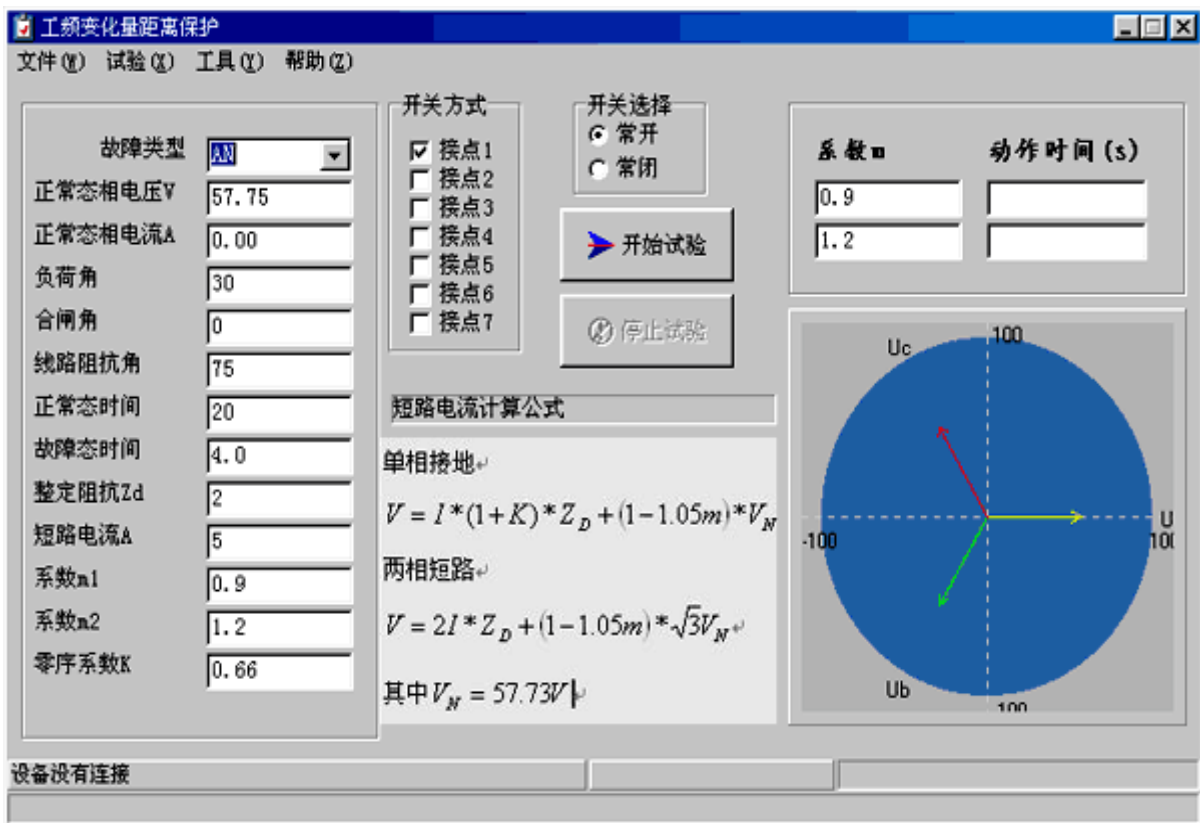 工频变化量距离保护
文件(W) 试验(X) 工具(Y) 帮助(Z)
故障类型 AN
正常态相电压V 57.75
正常态相电流A 0.00
负荷角 30
合闸角 0
线路阻抗角 75
正常态时间 20
故障态时间 4.0
整定阻抗Zd 2
短路电流A 5
系数m1 0.9
系数m2 1.2
零序系数K 0.66
开关方式
接点1
接点2
接点3
接点4
接点5
接点6
接点7
开关选择
常开
常闭
开始试验
停止试验
短路电流计算公式
单相接地↵
V = I*(1+K)*Z_D+(1-1.05m)*V_N
两相短路↵
V = 2I*Z_D+(1-1.05m)*√3V_N↵
其中V_N = 57.73V↵
系数m 动作时间(s)
0.9
1.2
100
Uc
-100
U
100
Ub
100
设备没有连接